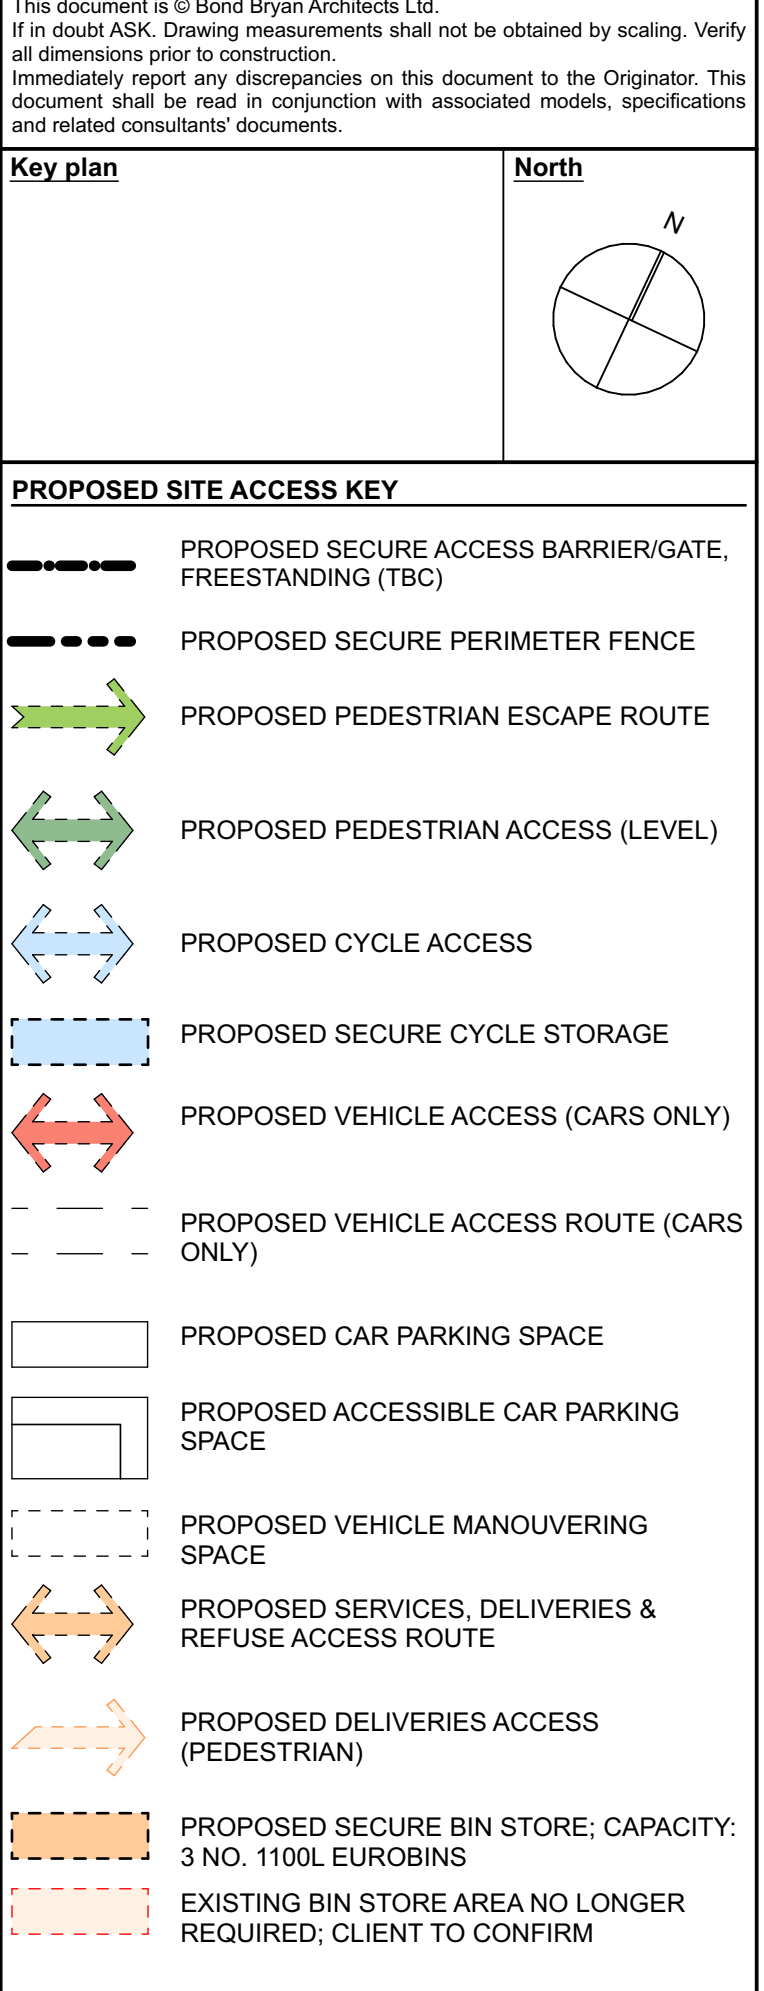 This document is © Bond Bryan Architects Ltd.
If in doubt ASK. Drawing measurements shall not be obtained by scaling. Verify
all dimensions prior to construction.
Immediately report any discrepancies on this document to the Originator. This
document shall be read in conjunction with associated models, specifications
and related consultants' documents.
Key plan
North
N
PROPOSED SITE ACCESS KEY
PROPOSED SECURE ACCESS BARRIER/GATE,
FREESTANDING (TBC)
PROPOSED SECURE PERIMETER FENCE
PROPOSED PEDESTRIAN ESCAPE ROUTE
PROPOSED PEDESTRIAN ACCESS (LEVEL)
PROPOSED CYCLE ACCESS
PROPOSED SECURE CYCLE STORAGE
PROPOSED VEHICLE ACCESS (CARS ONLY)
PROPOSED VEHICLE ACCESS ROUTE (CARS
ONLY)
PROPOSED CAR PARKING SPACE
PROPOSED ACCESSIBLE CAR PARKING
SPACE
PROPOSED VEHICLE MANOUVERING
SPACE
PROPOSED SERVICES, DELIVERIES &
REFUSE ACCESS ROUTE
PROPOSED DELIVERIES ACCESS
(PEDESTRIAN)
PROPOSED SECURE BIN STORE; CAPACITY:
3 NO. 1100L EUROBINS
EXISTING BIN STORE AREA NO LONGER
REQUIRED; CLIENT TO CONFIRM